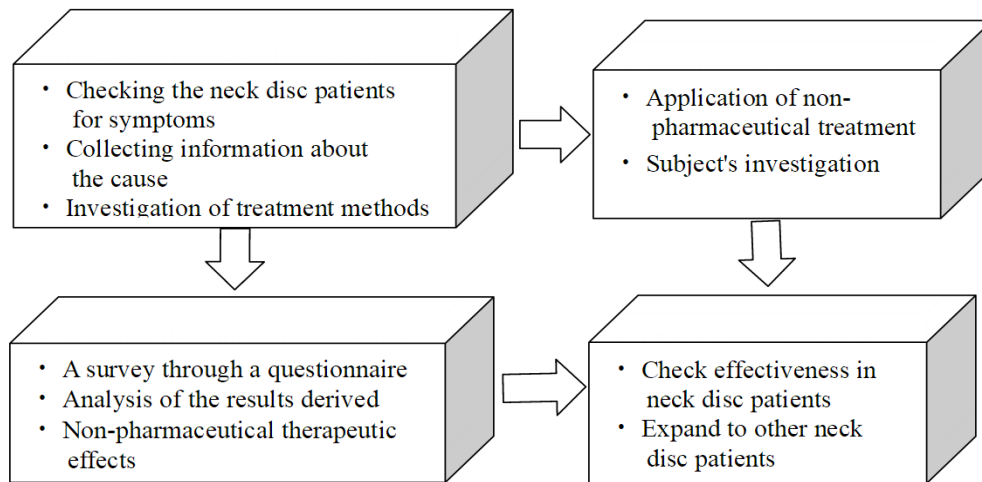 · Checking the neck disc patients
for symptoms
· Collecting information about
the cause
· Investigation of treatment methods
· Application of non-
pharmaceutical treatment
· Subject's investigation
· A survey through a questionnaire
· Analysis of the results derived
· Non-pharmaceutical therapeutic
effects
· Check effectiveness in
neck disc patients
· Expand to other neck
disc patients